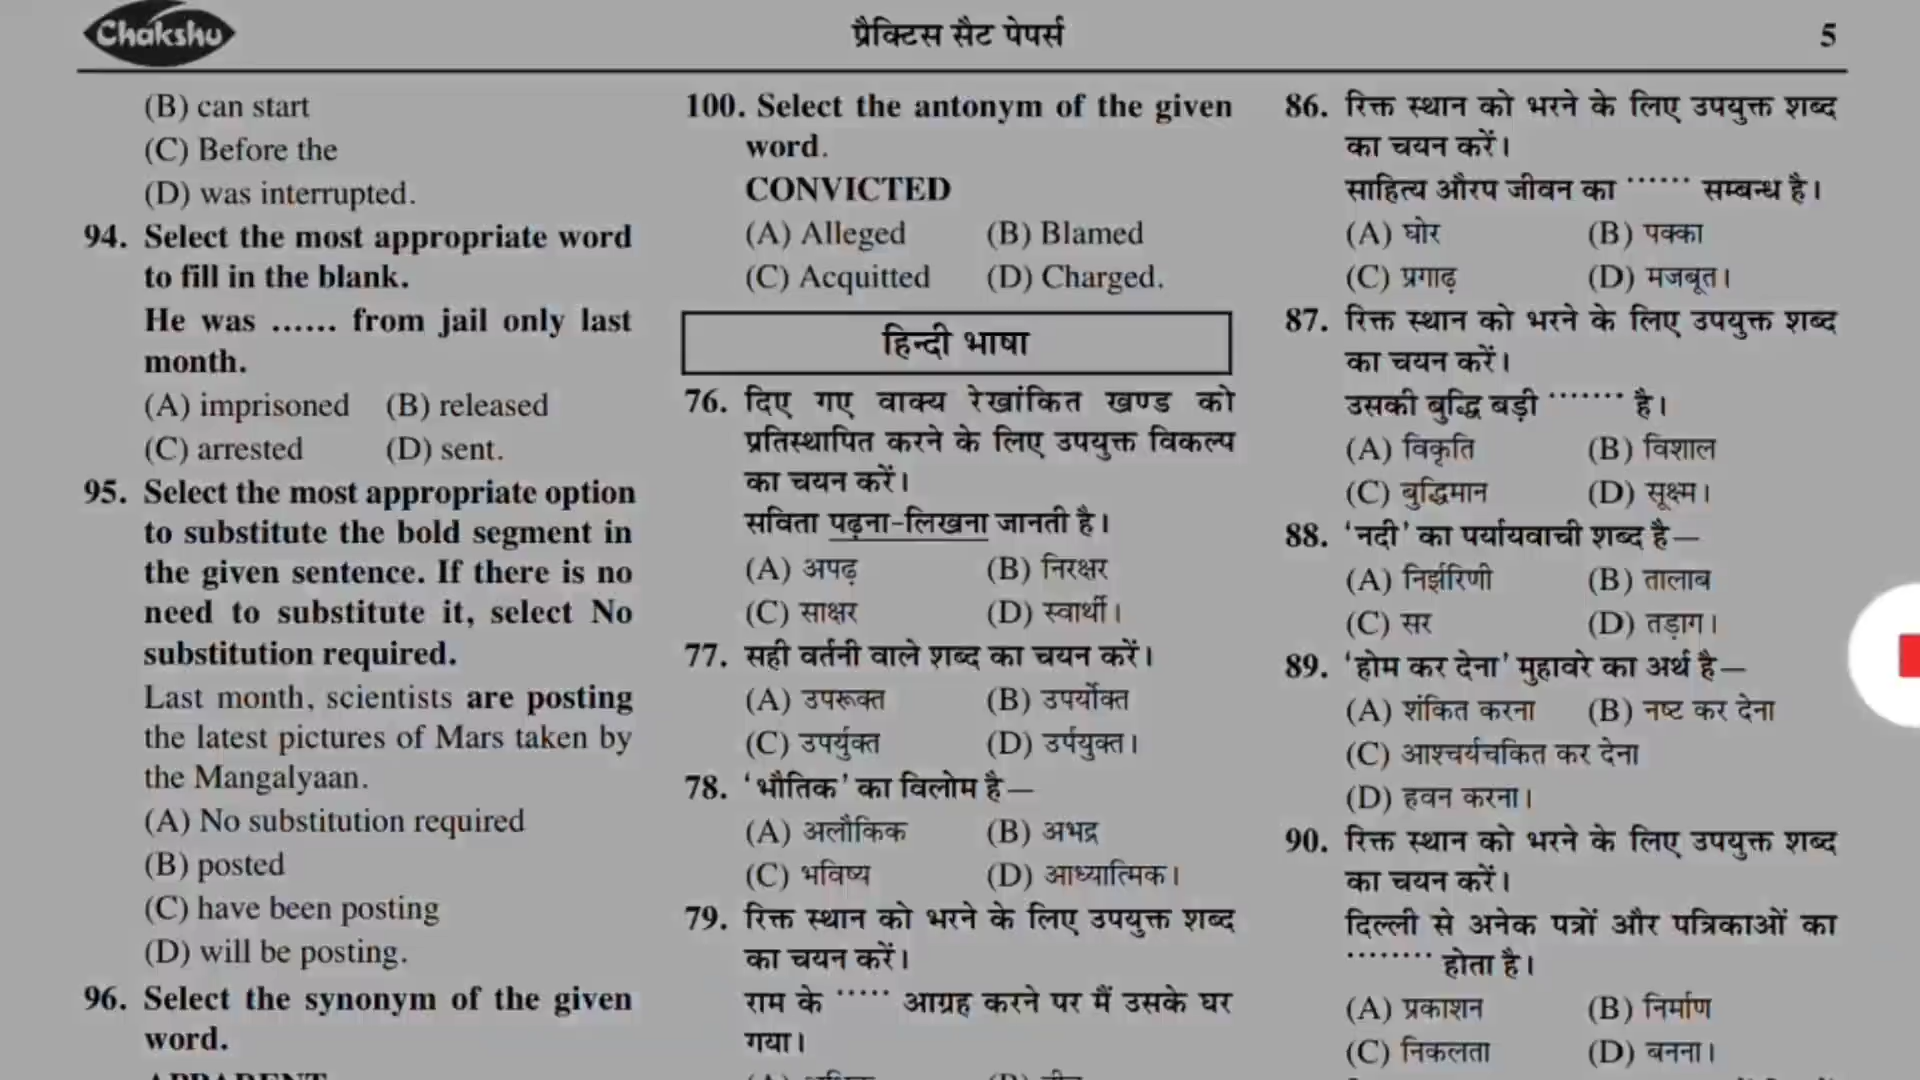 Chakshu
प्रैक्टिस सैट पेपर्स
5
(B) can start
(C) Before the
(D) was interrupted.
94. Select the most appropriate word
to fill in the blank.
He was ...... from jail only last
month.
(A) imprisoned (B) released
(C) arrested (D) sent.
95. Select the most appropriate option
to substitute the bold segment in
the given sentence. If there is no
need to substitute it, select No
substitution required.
Last month, scientists are posting
the latest pictures of Mars taken by
the Mangalyaan.
(A) No substitution required
(B) posted
(C) have been posting
(D) will be posting.
96. Select the synonym of the given
word.
100. Select the antonym of the given
word.
CONVICTED
(A) Alleged (B) Blamed
(C) Acquitted (D) Charged.
हिन्दी भाषा
76. दिए गए वाक्य रेखांकित खण्ड को
प्रतिस्थापित करने के लिए उपयुक्त विकल्प
का चयन करें।
सविता पढ़ना-लिखना जानती है।
(A) अपढ़ (B) निरक्षर
(C) साक्षर (D) स्वार्थी।
77. सही वर्तनी वाले शब्द का चयन करें।
(A) उपरूक्त (B) उपर्योक्त
(C) उपर्युक्त (D) उर्पयुक्त।
78. ‘भौतिक’ का विलोम है—
(A) अलौकिक (B) अभद्र
(C) भविष्य (D) आध्यात्मिक।
79. रिक्त स्थान को भरने के लिए उपयुक्त शब्द
का चयन करें।
राम के ..... आग्रह करने पर मैं उसके घर
गया।
86. रिक्त स्थान को भरने के लिए उपयुक्त शब्द
का चयन करें।
साहित्य औरप जीवन का ...... सम्बन्ध है।
(A) घोर (B) पक्का
(C) प्रगाढ़ (D) मजबूत।
87. रिक्त स्थान को भरने के लिए उपयुक्त शब्द
का चयन करें।
उसकी बुद्धि बड़ी ....... है।
(A) विकृति (B) विशाल
(C) बुद्धिमान (D) सूक्ष्म।
88. ‘नदी’ का पर्यायवाची शब्द है—
(A) निर्झरिणी (B) तालाब
(C) सर (D) तड़ाग।
89. ‘होम कर देना’ मुहावरे का अर्थ है—
(A) शंकित करना (B) नष्ट कर देना
(C) आश्चर्यचकित कर देना
(D) हवन करना।
90. रिक्त स्थान को भरने के लिए उपयुक्त शब्द
का चयन करें।
दिल्ली से अनेक पत्रों और पत्रिकाओं का
........ होता है।
(A) प्रकाशन (B) निर्माण
(C) निकलता (D) बनना।